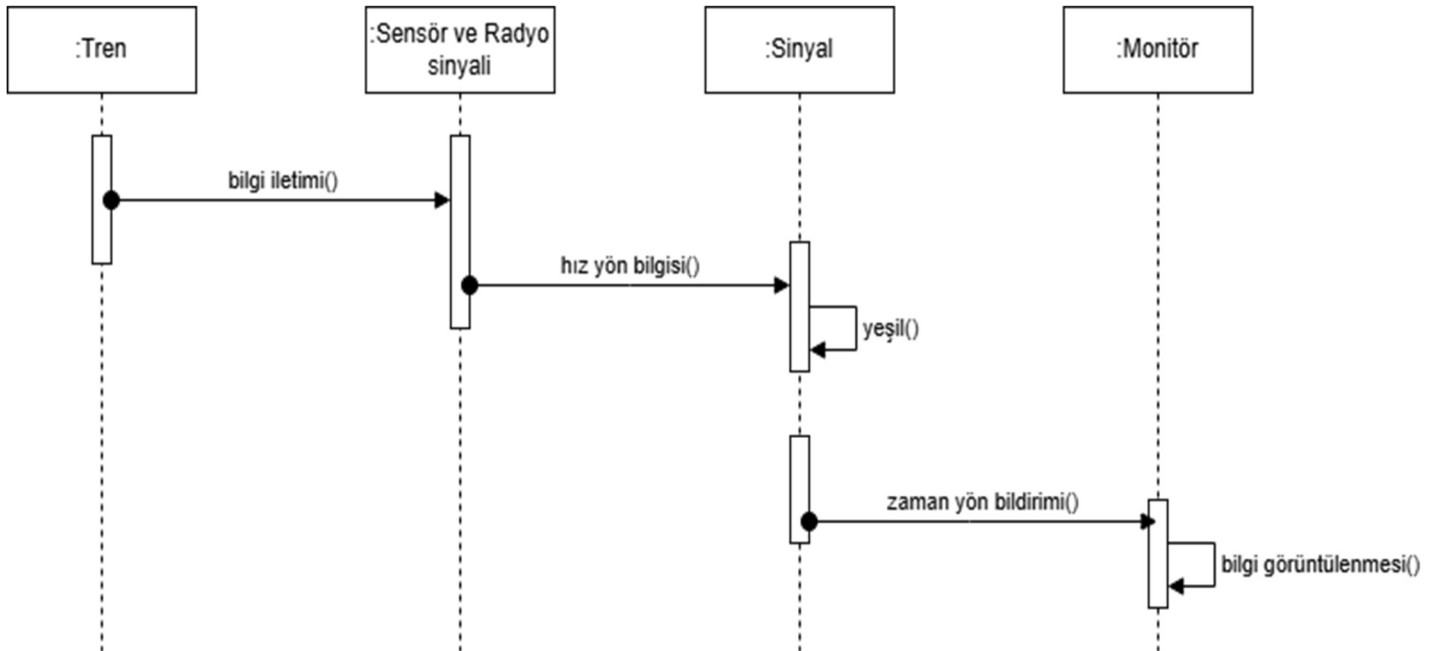 :Tren
:Sensör ve Radyo
sinyali
:Sinyal
:Monitör
bilgi iletimi()
hız yön bilgisi()
yeşil()
zaman yön bildirimi()
bilgi görüntülenmesi()